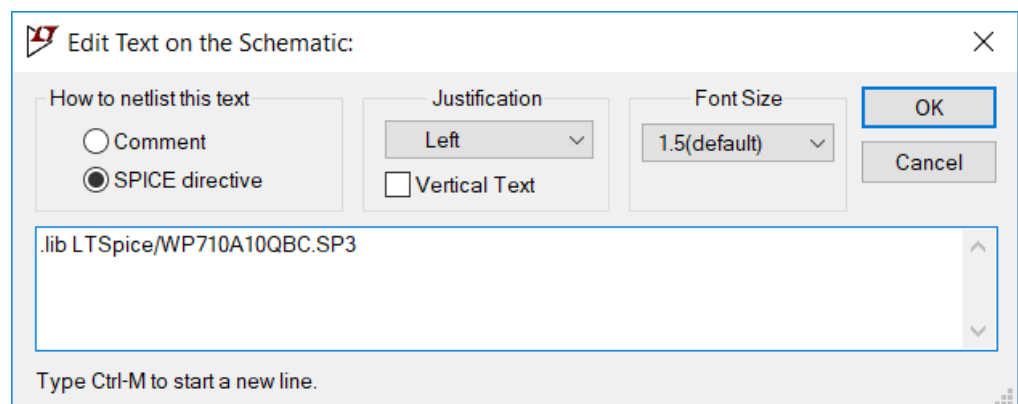 Edit Text on the Schematic:
How to netlist this text
Comment
SPICE directive
Justification
Left
Vertical Text
Font Size
1.5(default)
OK
Cancel
.lib LTSpice/WP710A10QBC.SP3
Type Ctrl-M to start a new line.